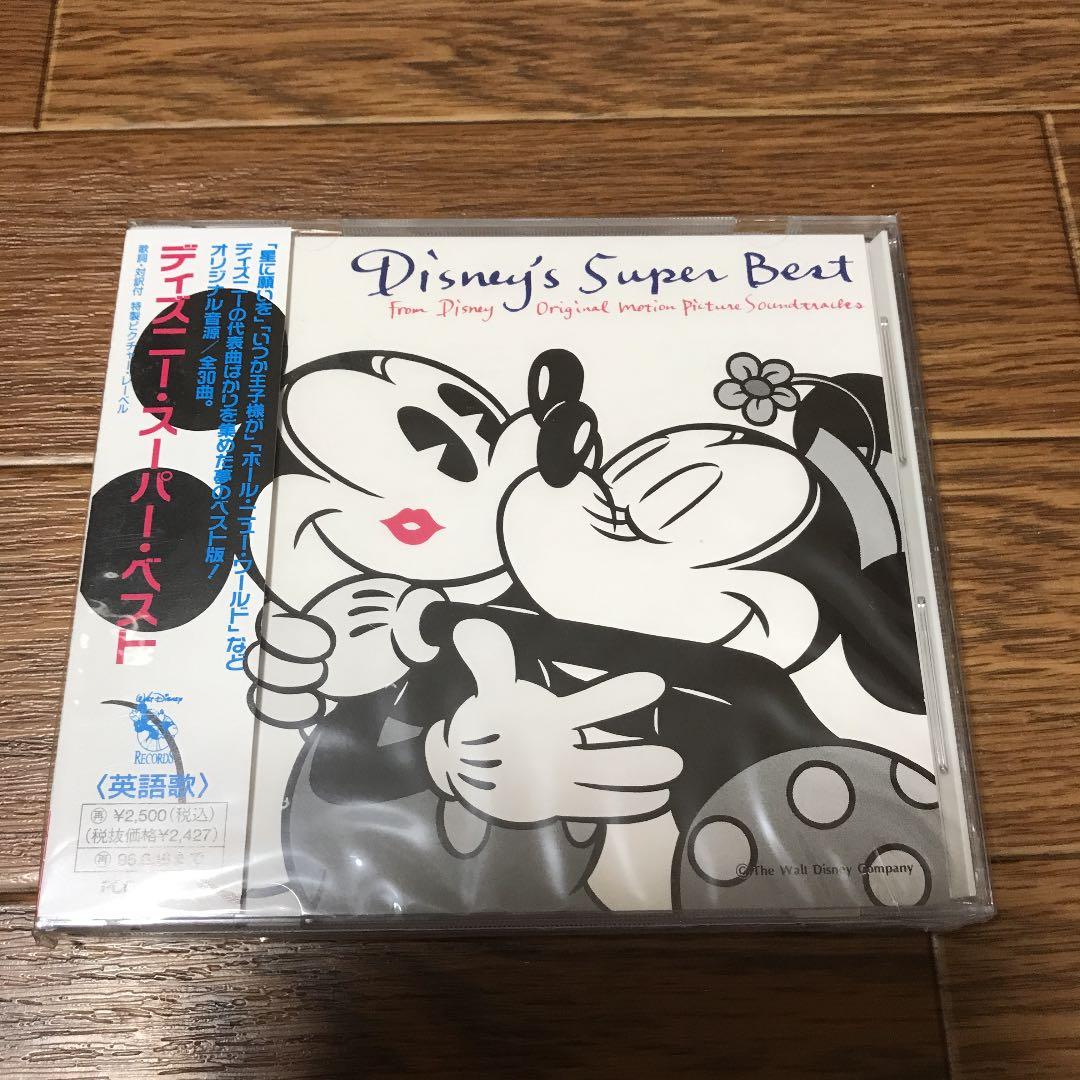 Disney's Super Best
From Disney Original Motion Picture Soundtracks
「星に願いを」「いつか王子様が」「ホール・ニュー・ワールド」など
ディズニーの代表曲ばかりを集めた夢のベスト版!
オリジナル音源/全30曲。
ディズニー・スーパー・ベスト
歌詞・対訳付 特製ピクチャー・レーベル
WALT DISNEY
RECORDS
〈英語歌〉
再 ¥2,500(税込)
(税抜価格¥2,427)
©The Walt Disney Company